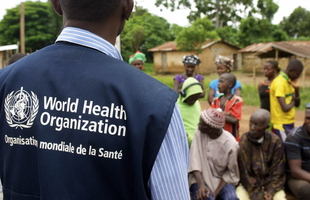 World Health
Organization
Organisation mondiale de la Santé